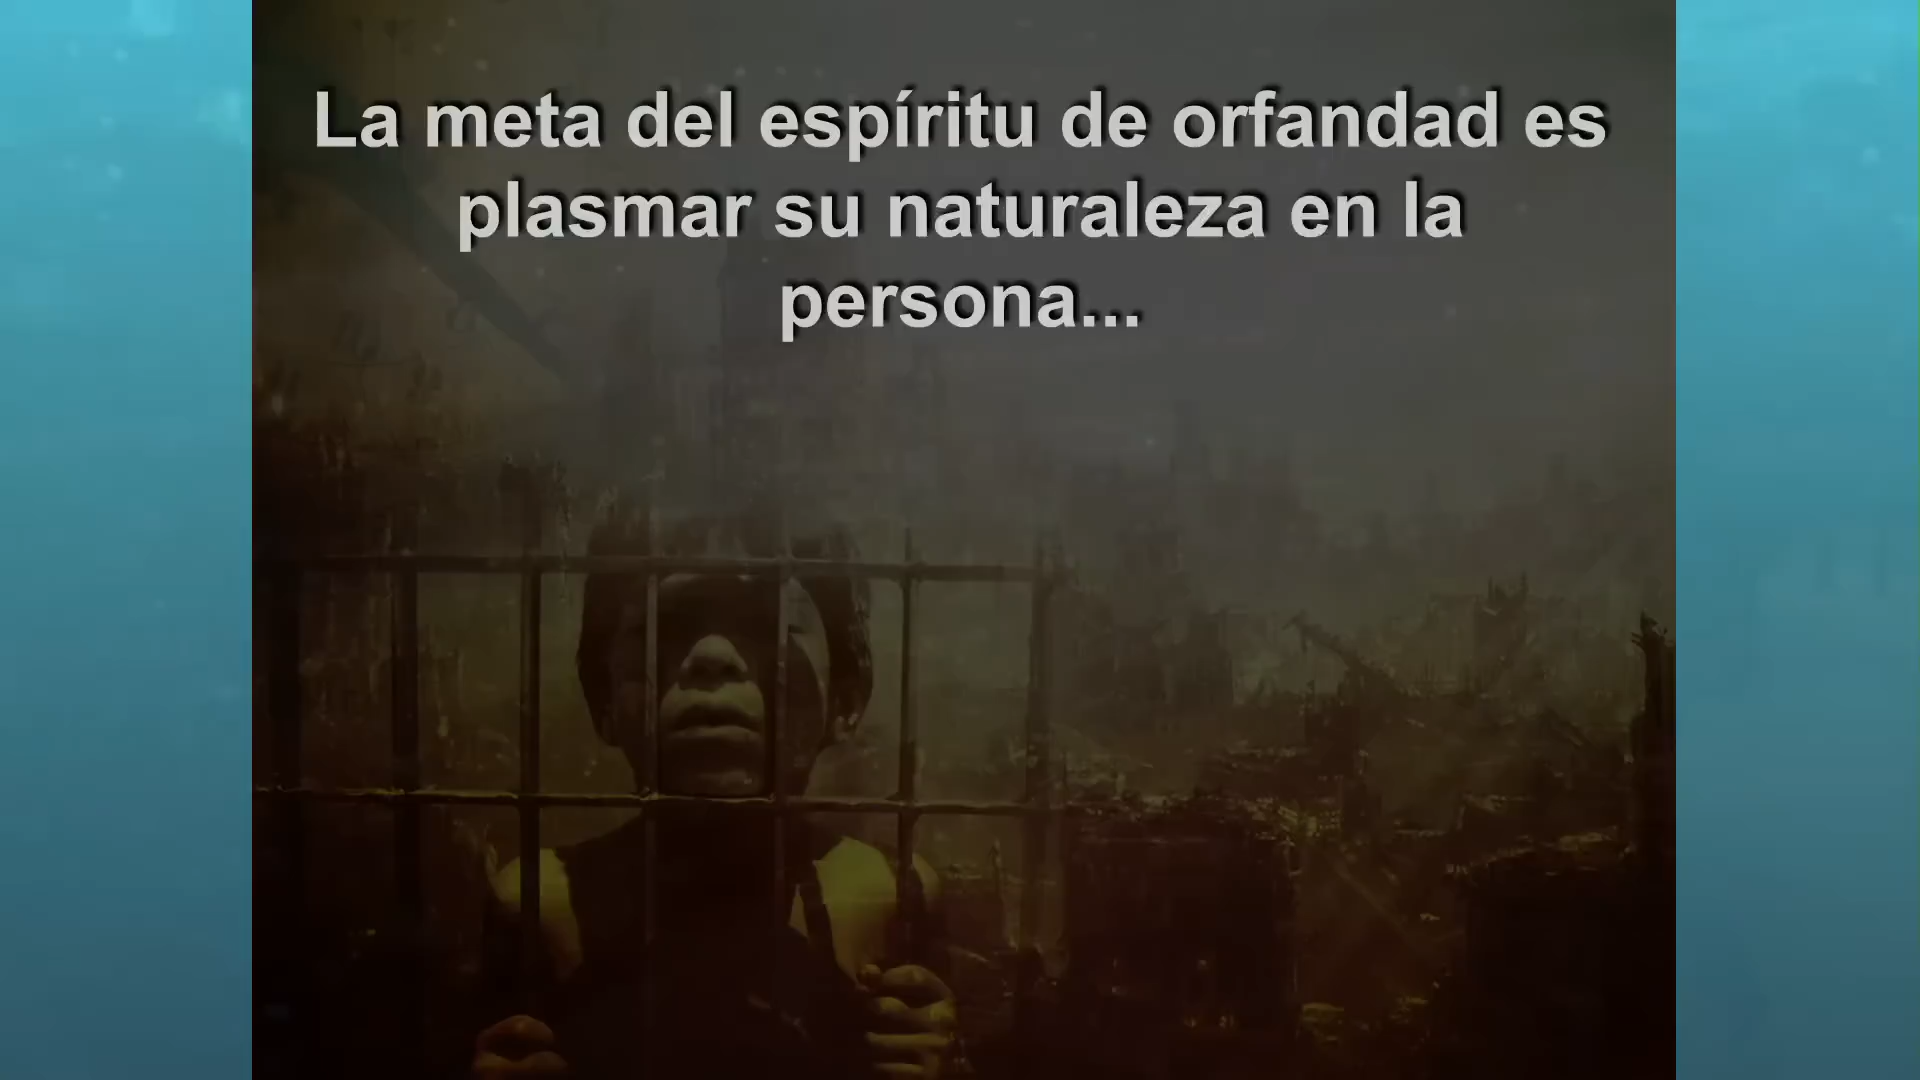 La meta del espíritu de orfandad es
plasmar su naturaleza en la
persona...